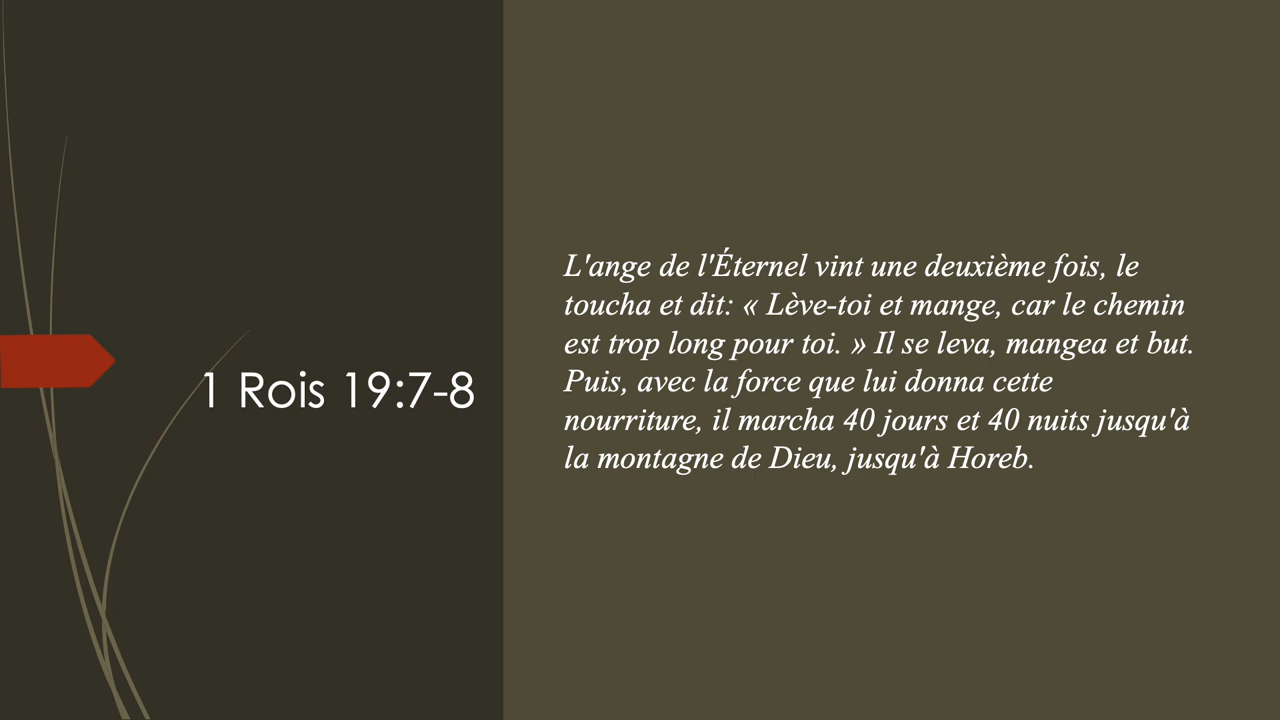 1 Rois 19:7-8
L'ange de l'Éternel vint une deuxième fois, le
toucha et dit: « Lève-toi et mange, car le chemin
est trop long pour toi. » Il se leva, mangea et but.
Puis, avec la force que lui donna cette
nourriture, il marcha 40 jours et 40 nuits jusqu'à
la montagne de Dieu, jusqu'à Horeb.